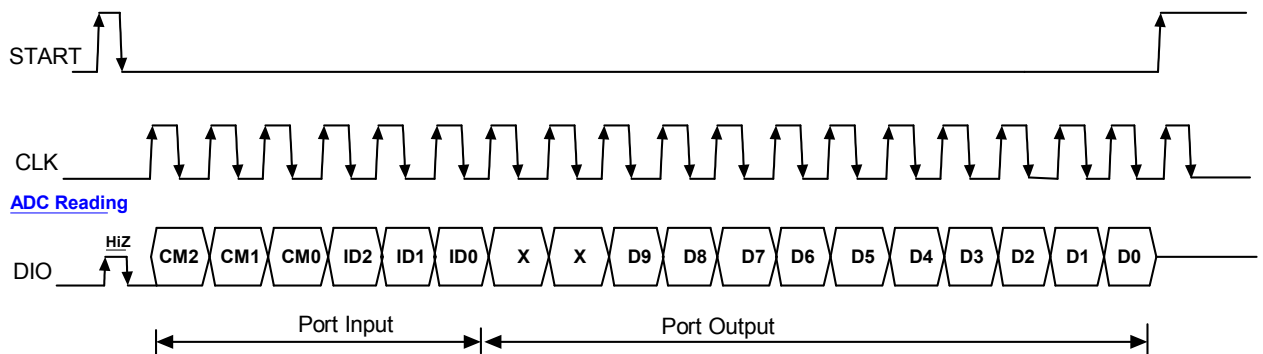 START
CLK
ADC Reading
HiZ
DIO CM2 CM1 CM0 ID2 ID1 ID0 X X D9 D8 D7 D6 D5 D4 D3 D2 D1 D0
Port Input Port Output